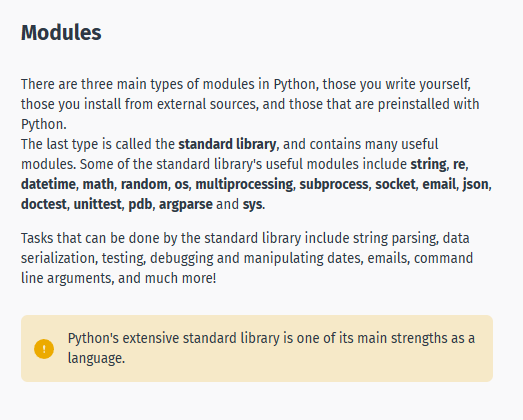 Modules
There are three main types of modules in Python, those you write yourself,
those you install from external sources, and those that are preinstalled with
Python.
The last type is called the standard library, and contains many useful
modules. Some of the standard library's useful modules include string, re,
datetime, math, random, os, multiprocessing, subprocess, socket, email, json,
doctest, unittest, pdb, argparse and sys.
Tasks that can be done by the standard library include string parsing, data
serialization, testing, debugging and manipulating dates, emails, command
line arguments, and much more!
! Python's extensive standard library is one of its main strengths as a
language.